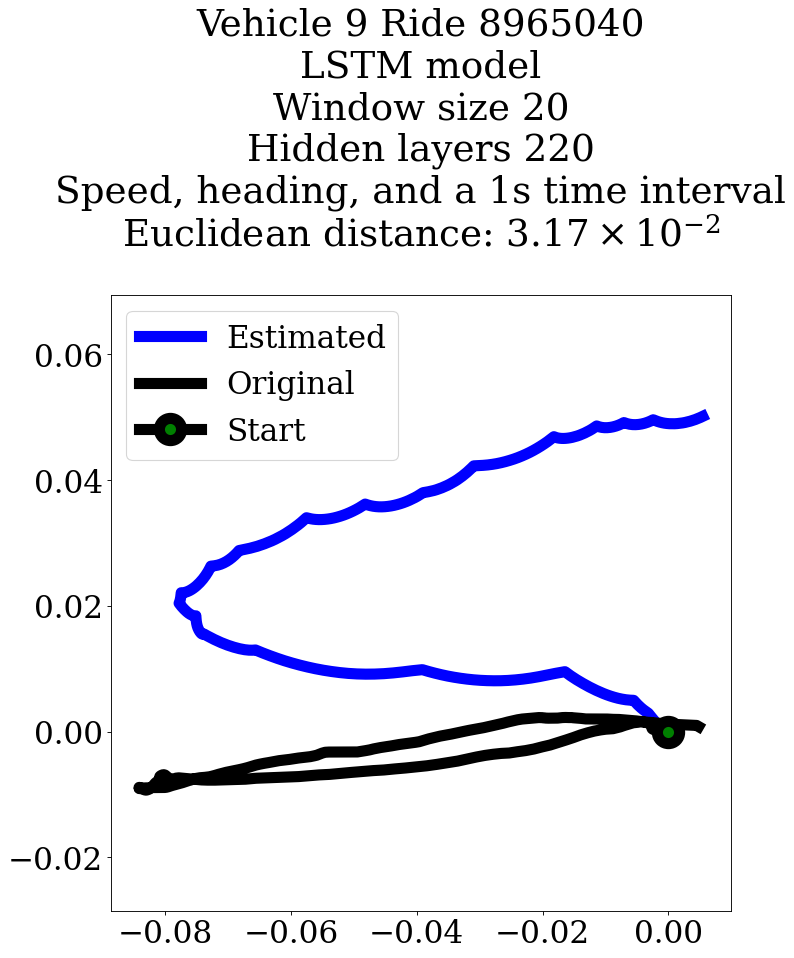 Vehicle 9 Ride 8965040
LSTM model
Window size 20
Hidden layers 220
Speed, heading, and a 1s time interval
Euclidean distance: 3.17 × 10⁻²
Estimated
Original
Start
0.06
0.04
0.02
0.00
−0.02
−0.08 −0.06 −0.04 −0.02 0.00